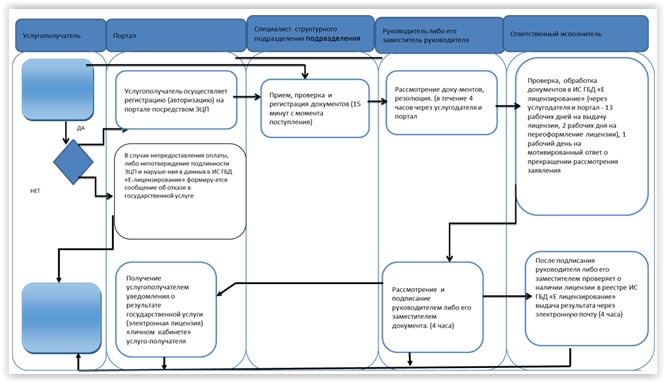 Услугополучатель
Портал
Специалист структурного
подразделения подразделения
Руководитель либо его
заместитель руководителя
Ответственный исполнитель
Услугополучатель осуществляет
регистрацию (авторизацию) на
портале посредством ЭЦП
Прием, проверка и
регистрация документов (15
минут с момента
поступления)
Рассмотрение доку-ментов,
резолюция. (в течение 4
часов через услугодателя и
портал
Проверка, обработка
документов в ИС ГБД «Е
лицензирование» (через
услугодателя и портал - 13
рабочих дней на выдачу
лицензии, 2 рабочих дня на
переоформление лицензии), 1
рабочий день на
мотивированный ответ о
прекращении рассмотрения
заявления
ДА
НЕТ
В случае непредоставления оплаты,
либо непотверждение подлинности
ЭЦП и наруше-ния в данных в ИС ГБД
«Е-лицензирование» формиру-ется
сообщение об отказе в
государственной услуге
Получение
услугополучателем
уведомления о
результате
государственной услуги
(электронная лицензия)
«личном кабинете»
услуго-получателя
Рассмотрение и
подписание
руководителем либо его
заместителем
документа. (4 часа)
После подписания
руководителя либо его
заместителем проверяет о
наличии лицензии в реестре ИС
ГБД «Е лицензирование»
выдача результата через
электронную почту (4 часа)